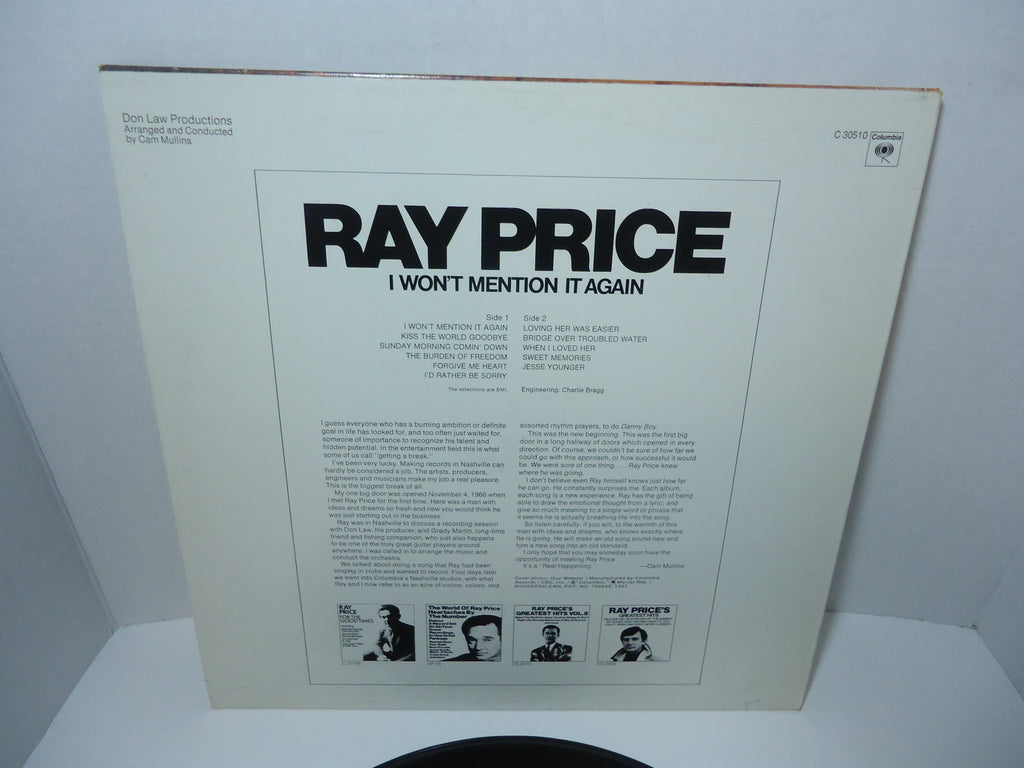 Don Law Productions
Arranged and Conducted
by Cam Mullins
C 30510
Columbia
RAY PRICE
I WON'T MENTION IT AGAIN
Side 1
I WON'T MENTION IT AGAIN
KISS THE WORLD GOODBYE
SUNDAY MORNING COMIN' DOWN
THE BURDEN OF FREEDOM
FORGIVE ME HEART
I'D RATHER BE SORRY
The selections are BMI.
Side 2
LOVING HER WAS EASIER
BRIDGE OVER TROUBLED WATER
WHEN I LOVED HER
SWEET MEMORIES
JESSE YOUNGER
Engineering: Charlie Bragg
I guess everyone who has a burning ambition or definite
goal in life has looked for, and too often just waited for,
someone of importance to recognize his talent and
hidden potential. In the entertainment field this is what
some of us call "getting a break."
I've been very lucky. Making records in Nashville can
hardly be considered a job. The artists, producers,
engineers and musicians make my job a real pleasure.
This is the biggest break of all.
My one big door was opened November 4, 1966 when
I met Ray Price for the first time. Here was a man with
ideas and dreams so fresh and new you would think he
was just starting out in the business.
Ray was in Nashville to discuss a recording session
with Don Law, his producer, and Grady Martin, long-time
friend and fishing companion, who just also happens
to be one of the truly great guitar players around
anywhere. I was called in to arrange the music and
conduct the orchestra.
We talked about doing a song that Ray had been
singing in clubs and wanted to record. Four days later
we went into Columbia's Nashville studios, with what
Ray and I now refer to as an acre of violins, voices, and
assorted rhythm players, to do Danny Boy.
This was the new beginning. This was the first big
door in a long hallway of doors which opened in every
direction. Of course, we couldn't be sure of how far we
could go with this approach, or how successful it would
be. We were sure of one thing. . . . Ray Price knew
where he was going.
I don't believe even Ray himself knows just how far
he can go. He constantly surprises me. Each album,
each song is a new experience. Ray has the gift of being
able to draw the emotional thought from a lyric; and
give so much meaning to a single word or phrase that
it seems he is actually breathing life into the song.
So listen carefully, if you will, to the warmth of this
man with ideas and dreams, who knows exactly where
he is going. He will make an old song sound new and
turn a new song into an old standard.
I only hope that you may someday soon have the
opportunity of meeting Ray Price.
It's a "Real Happening."
—Cam Mullins
Cover photo: Guy Webster / Manufactured by Columbia
Records / CBS, Inc. /
RAY
PRICE
FOR THE
GOOD TIMES
The World Of Ray Price
Heartaches By
The Number
RAY PRICE'S
GREATEST HITS VOL. II
RAY PRICE'S
GREATEST HITS